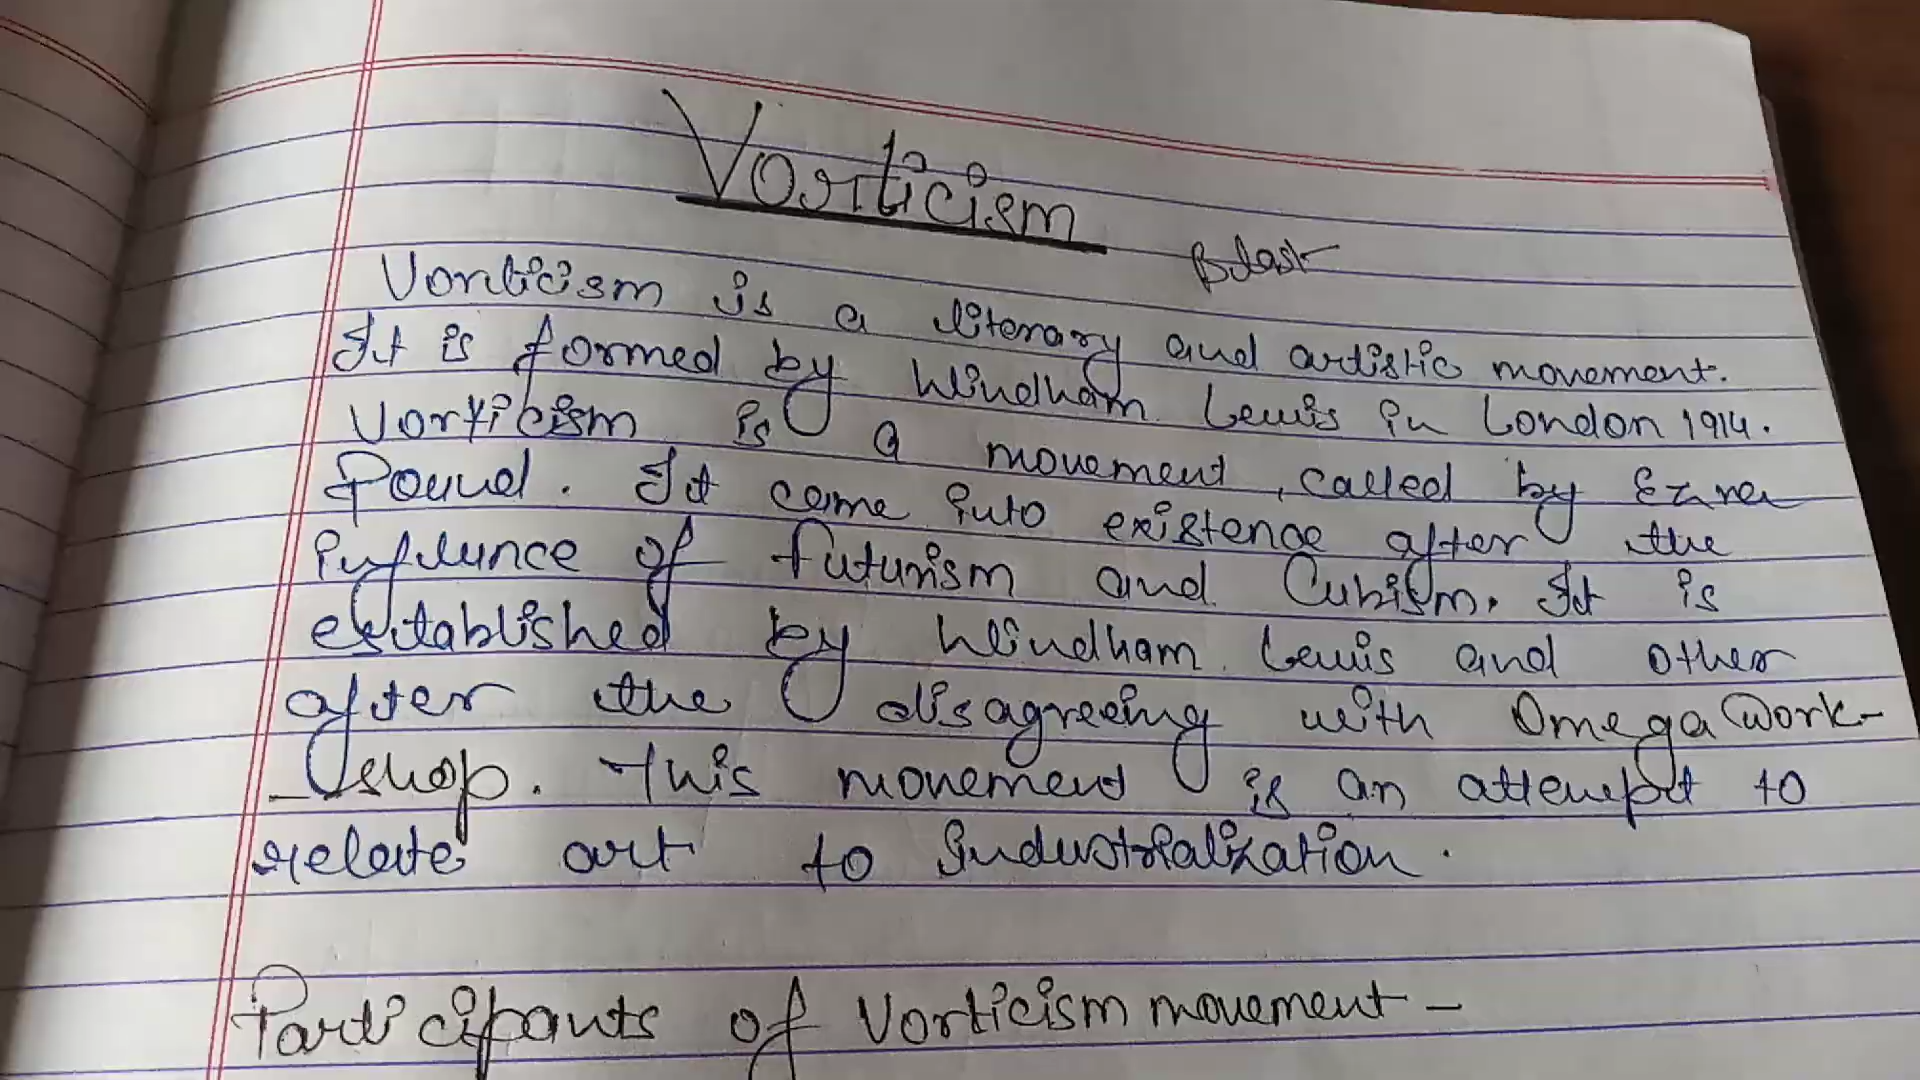 Vorticism
Blast
Vorticism is a literary and artistic movement.
It is formed by Windham Lewis in London 1914.
Vorticism is a movement, called by Ezra
Pound. It came into existence after the
influnce of futurism and Cubism. It is
established by Windham Lewis and other
after the disagreeing with Omega Work-
-shop. This movement is an attempt to
relate art to industrialization.
Participants of Vorticism movement -